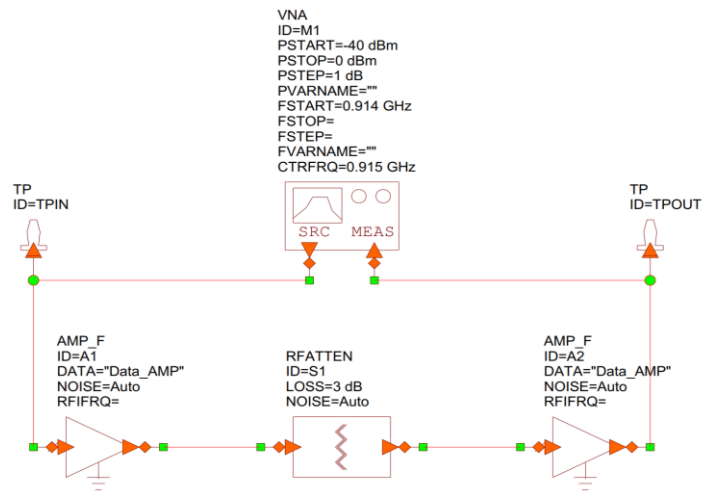 VNA
ID=M1
PSTART=-40 dBm
PSTOP=0 dBm
PSTEP=1 dB
PVARNAME=""
FSTART=0.914 GHz
FSTOP=
FSTEP=
FVARNAME=""
CTRFRQ=0.915 GHz
TP
ID=TPIN
TP
ID=TPOUT
SRC MEAS
AMP_F
ID=A1
DATA="Data_AMP"
NOISE=Auto
RFIFRQ=
RFATTEN
ID=S1
LOSS=3 dB
NOISE=Auto
AMP_F
ID=A2
DATA="Data_AMP"
NOISE=Auto
RFIFRQ=